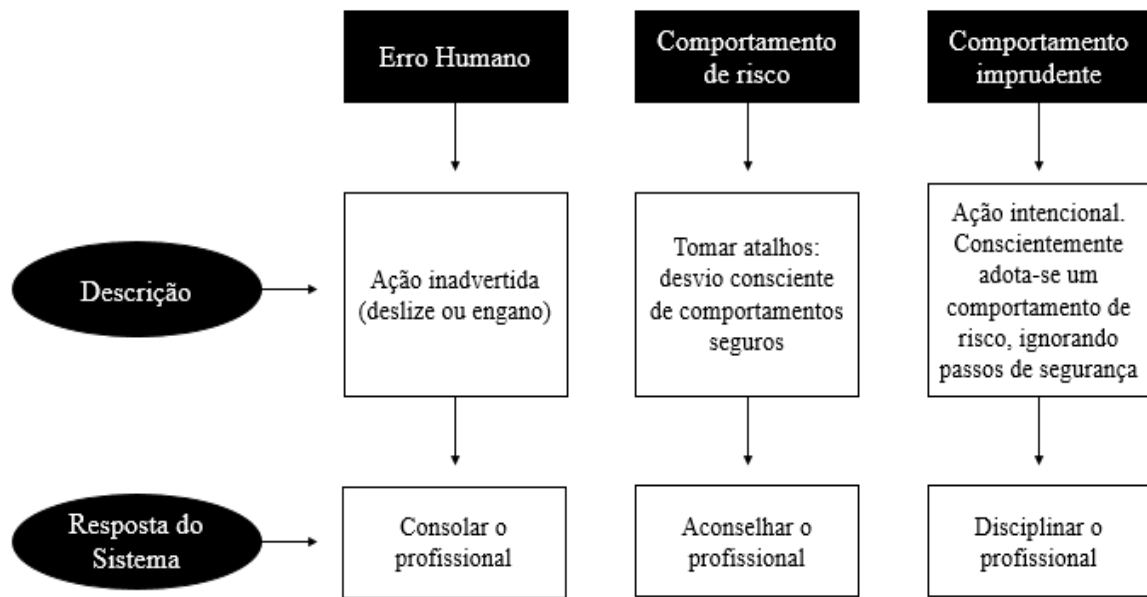 Erro Humano
Comportamento
de risco
Comportamento
imprudente
Descrição
Ação inadvertida
(deslize ou engano)
Tomar atalhos:
desvio consciente
de comportamentos
seguros
Ação intencional.
Conscientemente
adota-se um
comportamento de
risco, ignorando
passos de segurança
Resposta do
Sistema
Consolar o
profissional
Aconselhar o
profissional
Disciplinar o
profissional